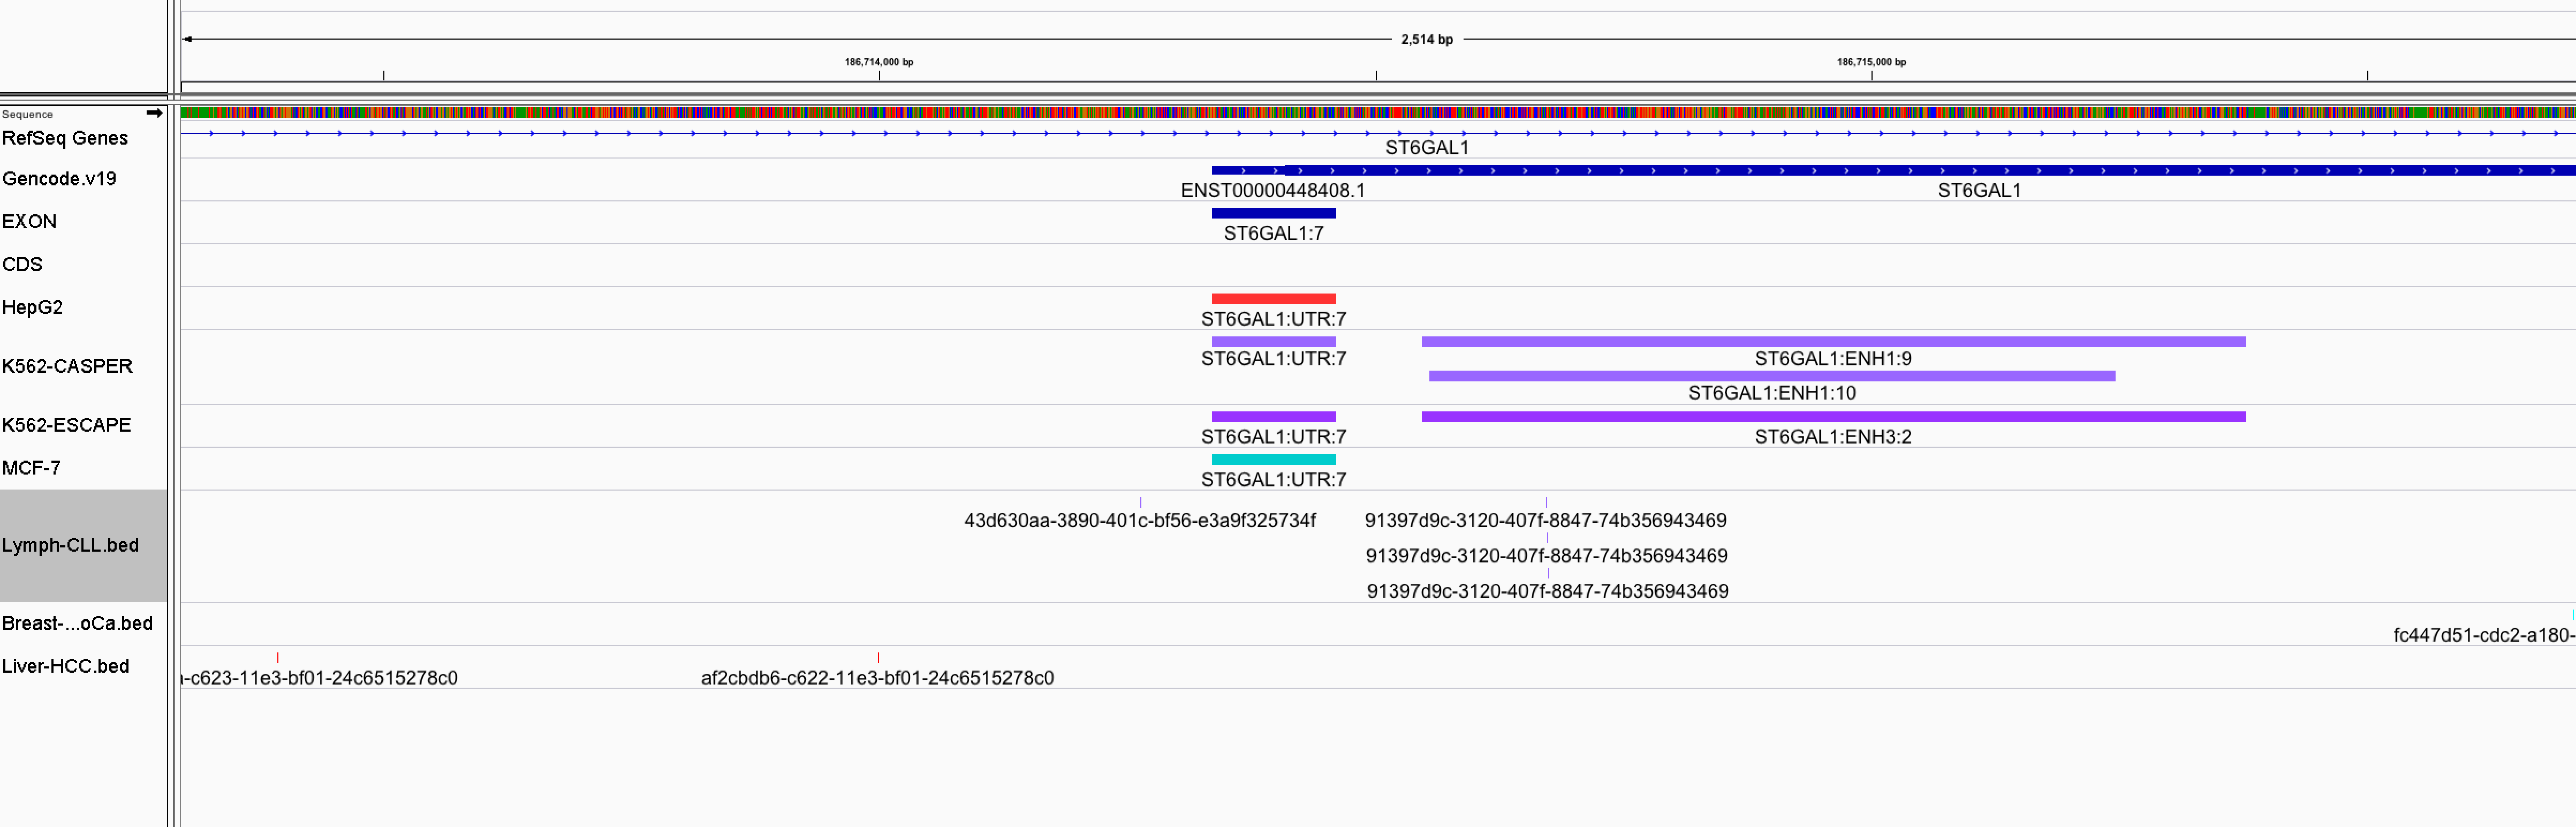 2,514 bp
186,714,000 bp 186,715,000 bp
Sequence
RefSeq Genes
ST6GAL1
Gencode.v19
ENST00000448408.1 ST6GAL1
EXON
ST6GAL1:7
CDS
HepG2
ST6GAL1:UTR:7
K562-CASPER
ST6GAL1:UTR:7 ST6GAL1:ENH1:9
ST6GAL1:ENH1:10
K562-ESCAPE
ST6GAL1:UTR:7 ST6GAL1:ENH3:2
MCF-7
ST6GAL1:UTR:7
Lymph-CLL.bed
43d630aa-3890-401c-bf56-e3a9f325734f 91397d9c-3120-407f-8847-74b356943469
91397d9c-3120-407f-8847-74b356943469
91397d9c-3120-407f-8847-74b356943469
Breast-...oCa.bed
fc447d51-cdc2-a180-
Liver-HCC.bed
-c623-11e3-bf01-24c6515278c0 af2cbdb6-c622-11e3-bf01-24c6515278c0